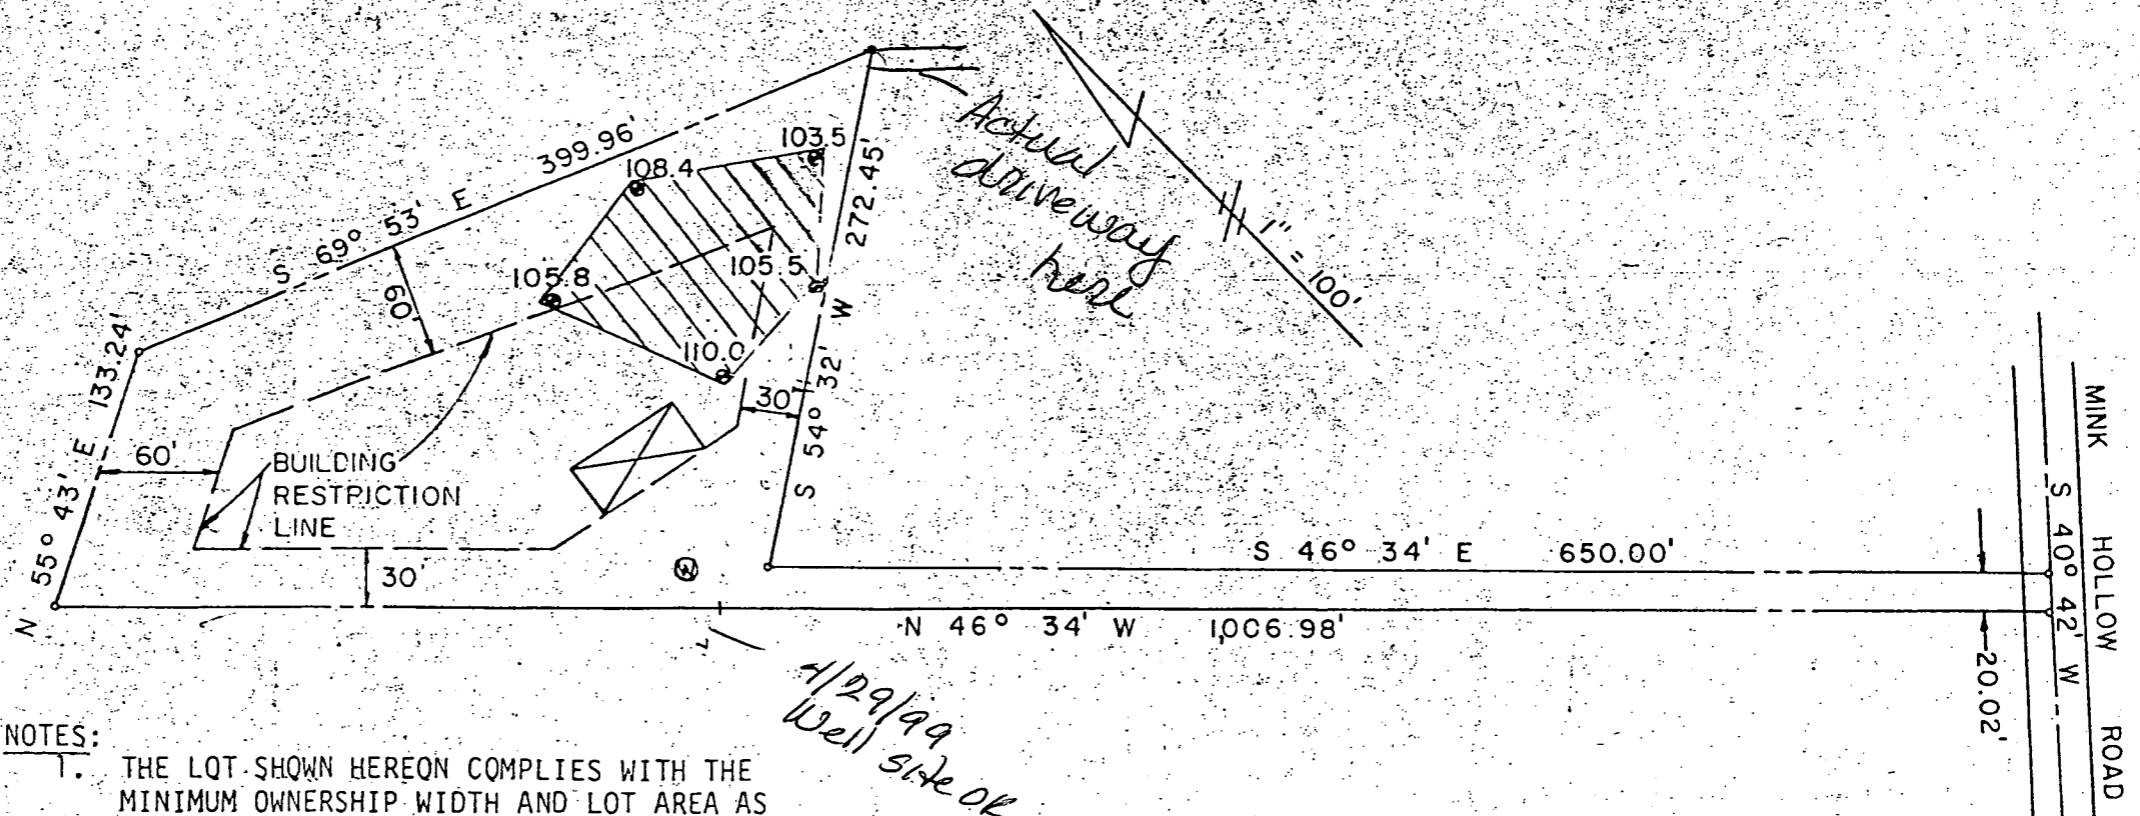 399.96'
S 69° 53' E
103.5
108.4
105.8
105.5
110.0
272.45'
S 54° 32' W
60'
30'
133.24'
N 55° 43' E
60'
BUILDING
RESTRICTION
LINE
30'
W
Actual
driveway
here
1" = 100'
S 46° 34' E 650.00'
N 46° 34' W 1,006.98'
20.02'
S 40° 42' W
MINK HOLLOW ROAD
4/29/99
Well site OK
NOTES:
1. THE LOT SHOWN HEREON COMPLIES WITH THE
MINIMUM OWNERSHIP WIDTH AND LOT AREA AS